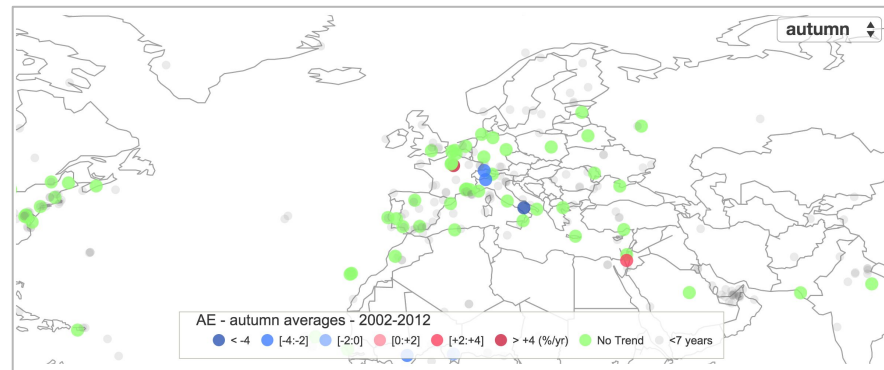 autumn
AE - autumn averages - 2002-2012
< -4 [-4:-2] [-2:0] [0:+2] [+2:+4] > +4 (%/yr) No Trend <7 years